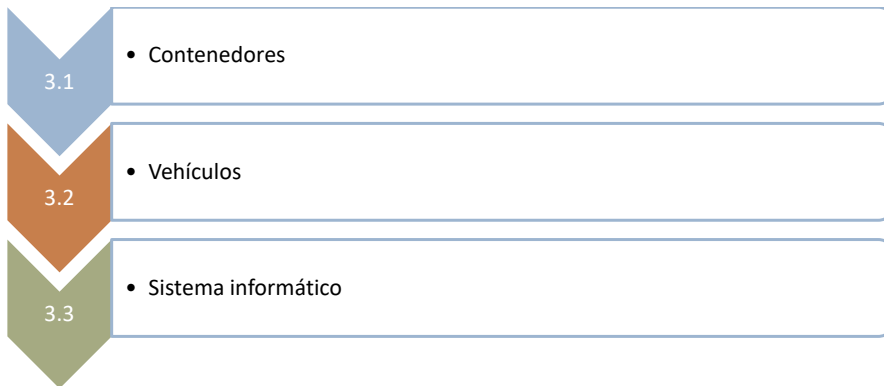 3.1
• Contenedores
3.2
• Vehículos
3.3
• Sistema informático